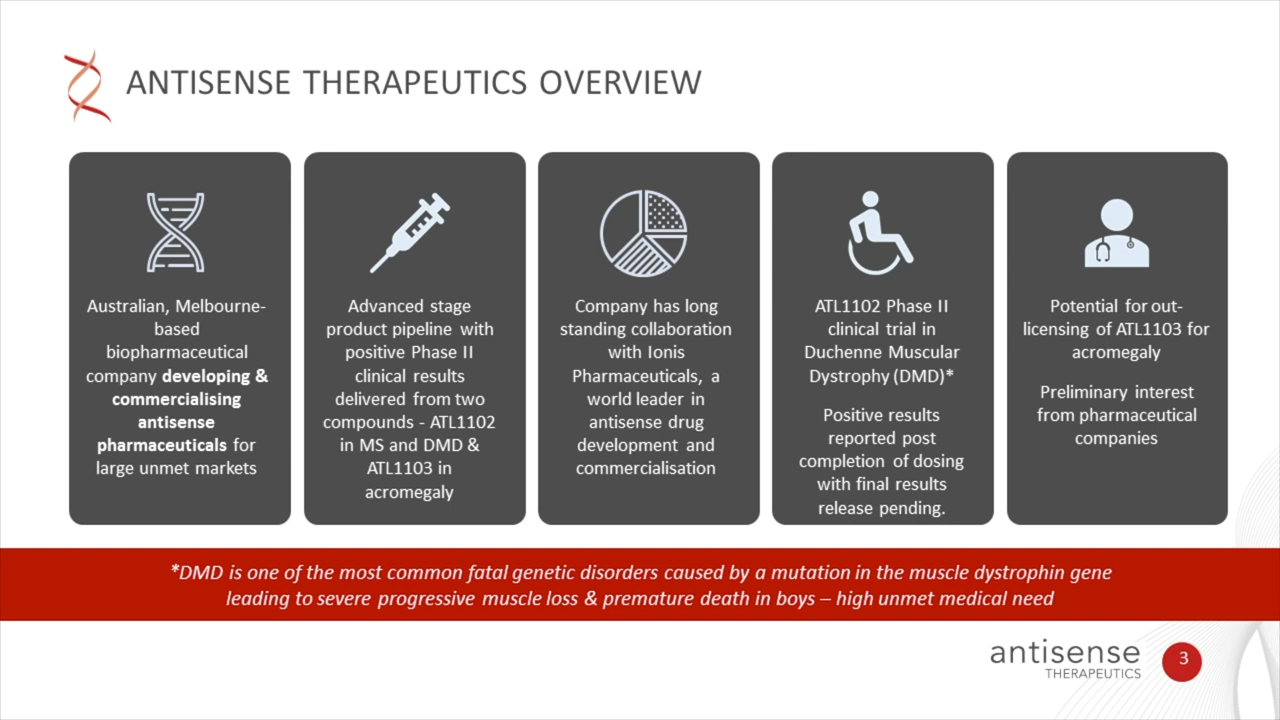 ANTISENSE THERAPEUTICS OVERVIEW
Australian, Melbourne-
based
biopharmaceutical
company developing &
commercialising
antisense
pharmaceuticals for
large unmet markets
Advanced stage
product pipeline with
positive Phase II
clinical results
delivered from two
compounds - ATL1102
in MS and DMD &
ATL1103 in
acromegaly
Company has long
standing collaboration
with Ionis
Pharmaceuticals, a
world leader in
antisense drug
development and
commercialisation
ATL1102 Phase II
clinical trial in
Duchenne Muscular
Dystrophy (DMD)*
Positive results
reported post
completion of dosing
with final results
release pending.
Potential for out-
licensing of ATL1103 for
acromegaly
Preliminary interest
from pharmaceutical
companies
*DMD is one of the most common fatal genetic disorders caused by a mutation in the muscle dystrophin gene
leading to severe progressive muscle loss & premature death in boys – high unmet medical need
antisense
THERAPEUTICS
3